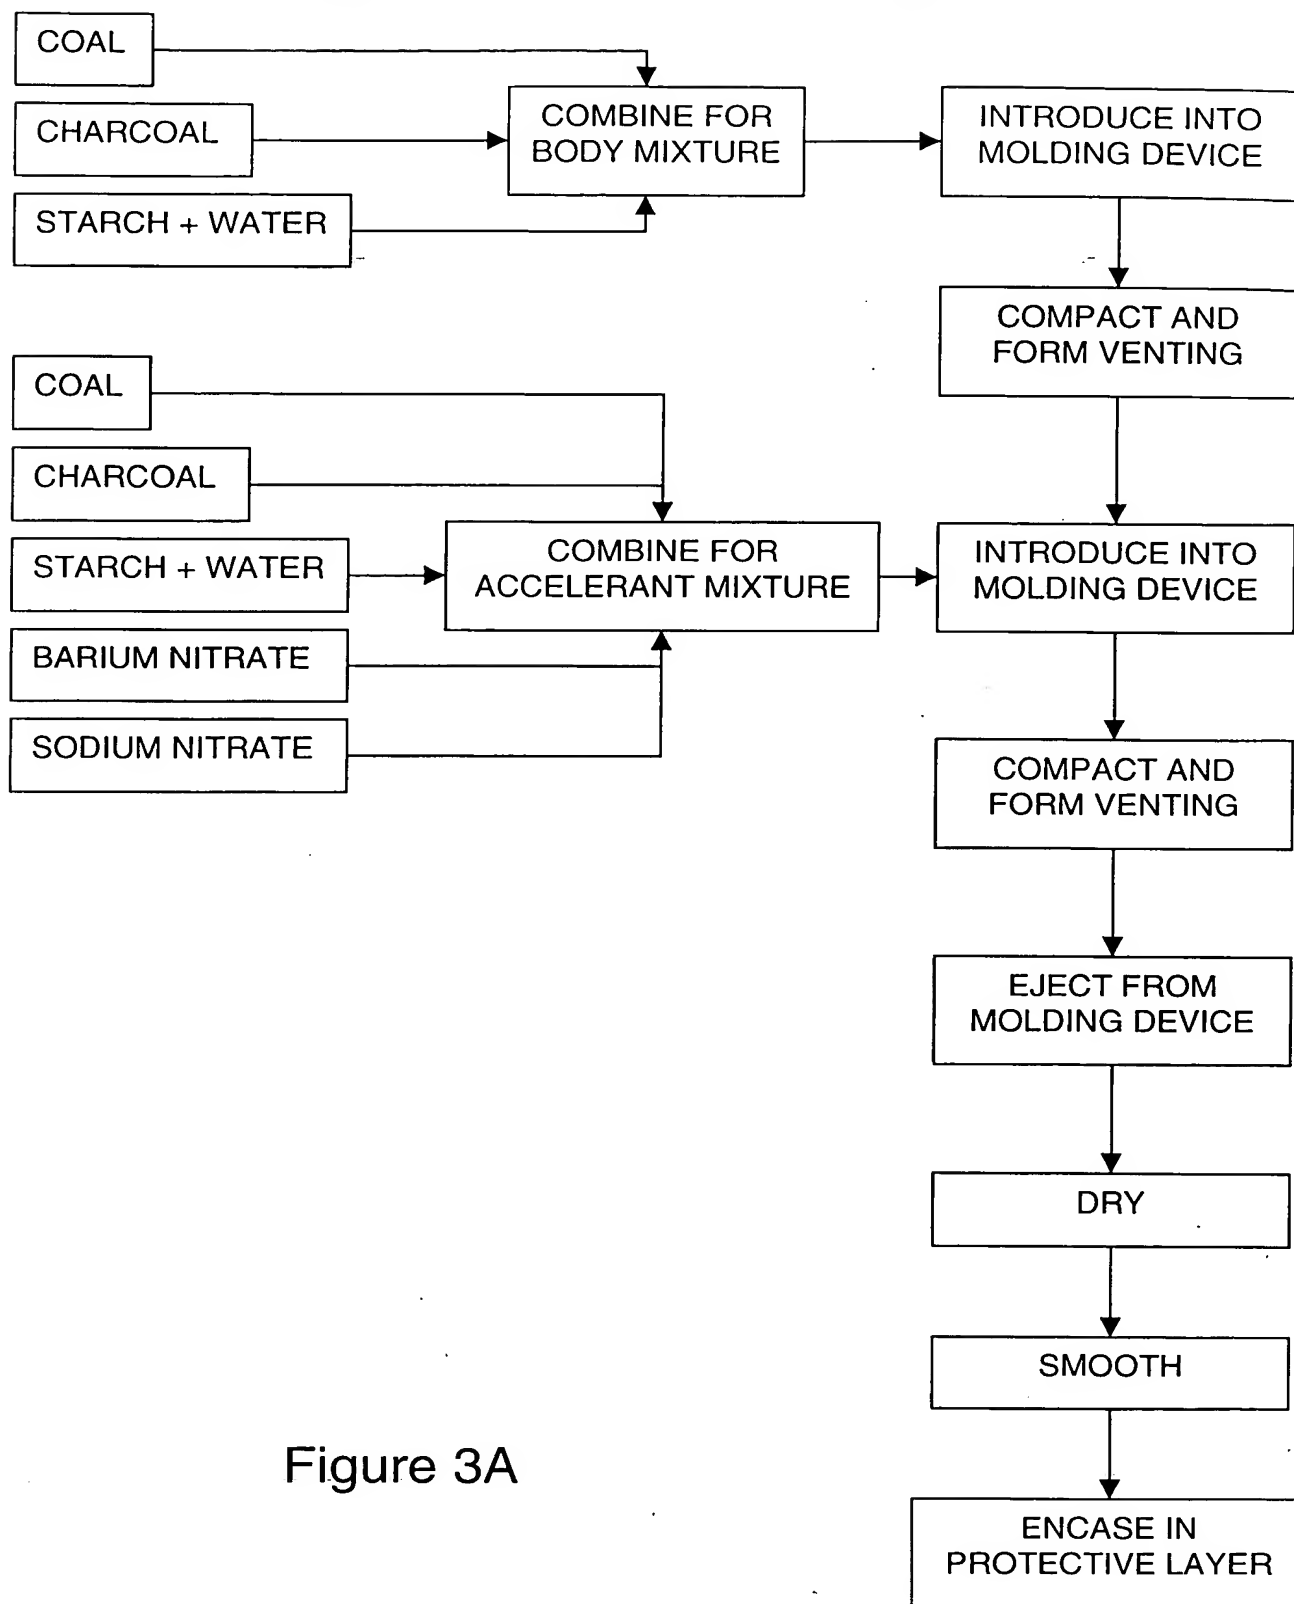 COAL
CHARCOAL
STARCH + WATER
COMBINE FOR
BODY MIXTURE
INTRODUCE INTO
MOLDING DEVICE
COMPACT AND
FORM VENTING
COAL
CHARCOAL
STARCH + WATER
BARIUM NITRATE
SODIUM NITRATE
COMBINE FOR
ACCELERANT MIXTURE
INTRODUCE INTO
MOLDING DEVICE
COMPACT AND
FORM VENTING
EJECT FROM
MOLDING DEVICE
DRY
SMOOTH
ENCASE IN
PROTECTIVE LAYER
Figure 3A